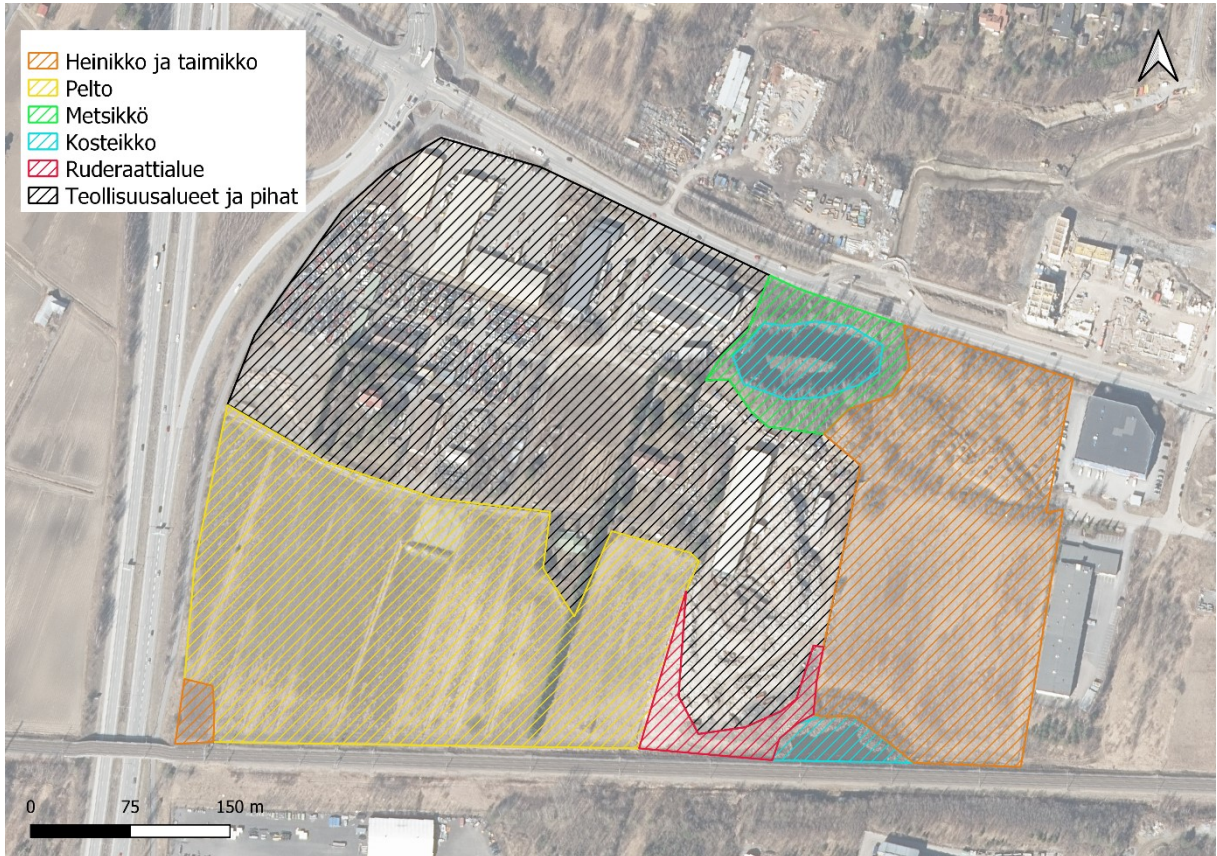 Heinikko ja taimikko
Pelto
Metsikkö
Kosteikko
Ruderaattialue
Teollisuusalueet ja pihat
0 75 150 m